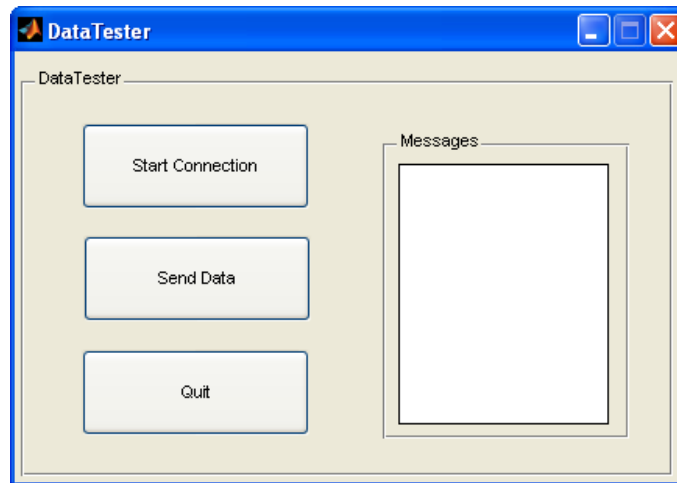 DataTester
DataTester
Start Connection
Messages
Send Data
Quit